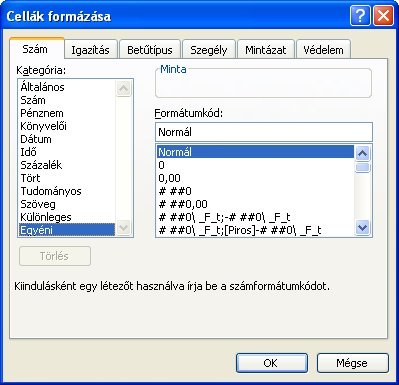 Cellák formázása
Szám Igazítás Betűtípus Szegély Mintázat Védelem
Kategória:
Általános
Szám
Pénznem
Könyvelői
Dátum
Idő
Százalék
Tört
Tudományos
Szöveg
Különleges
Egyéni
Minta
Formátumkód:
Normál
Normál
0
0,00
# ##0
# ##0,00
# ##0\ _F_t;-# ##0\ _F_t
# ##0\ _F_t;[Piros]-# ##0\ _F_t
Törlés
Kiindulásként egy létezőt használva írja be a számformátumkódot.
OK Mégse